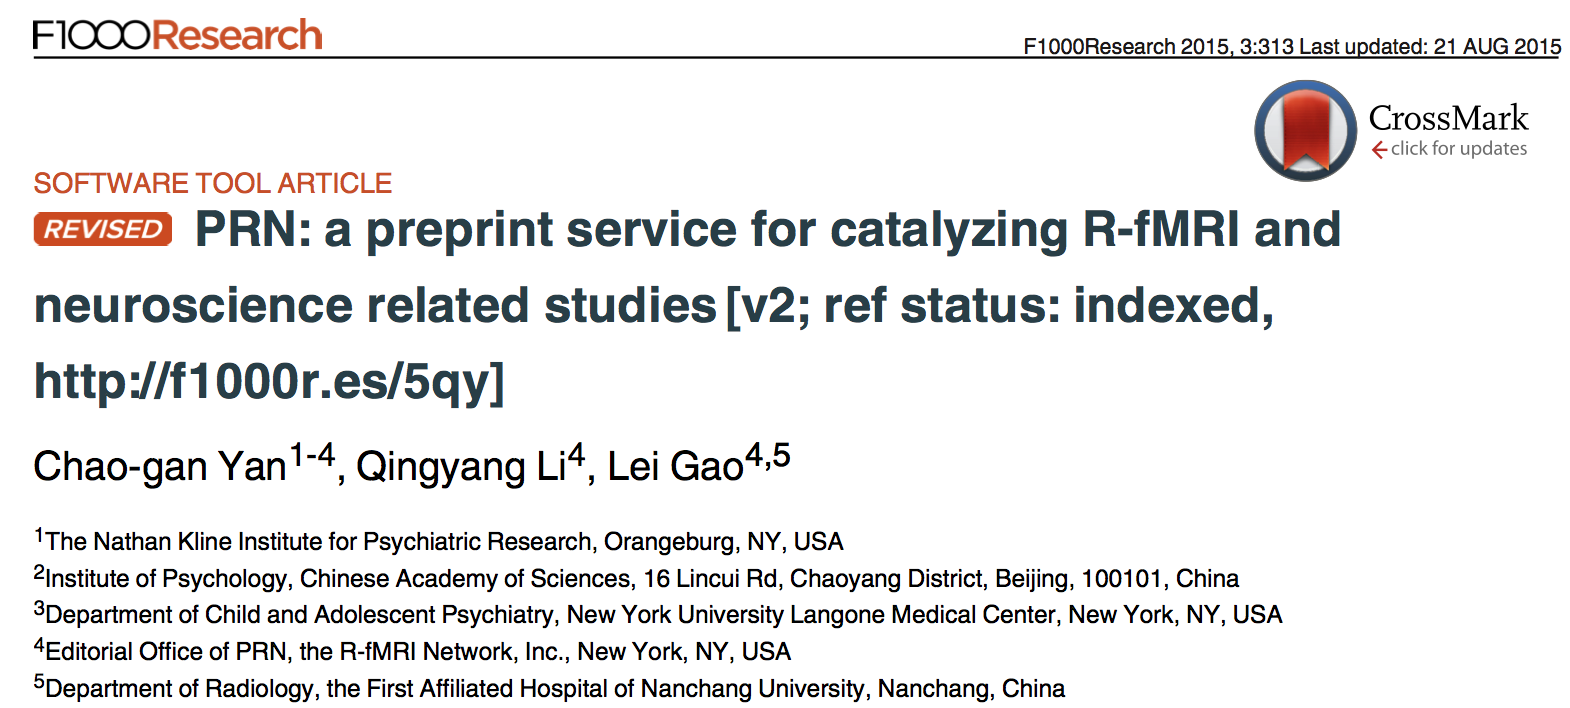 F1000Research
F1000Research 2015, 3:313 Last updated: 21 AUG 2015
CrossMark
click for updates
SOFTWARE TOOL ARTICLE
REVISED PRN: a preprint service for catalyzing R-fMRI and
neuroscience related studies [v2; ref status: indexed,
http://f1000r.es/5qy]
Chao-gan Yan1-4, Qingyang Li4, Lei Gao4,5
1The Nathan Kline Institute for Psychiatric Research, Orangeburg, NY, USA
2Institute of Psychology, Chinese Academy of Sciences, 16 Lincui Rd, Chaoyang District, Beijing, 100101, China
3Department of Child and Adolescent Psychiatry, New York University Langone Medical Center, New York, NY, USA
4Editorial Office of PRN, the R-fMRI Network, Inc., New York, NY, USA
5Department of Radiology, the First Affiliated Hospital of Nanchang University, Nanchang, China